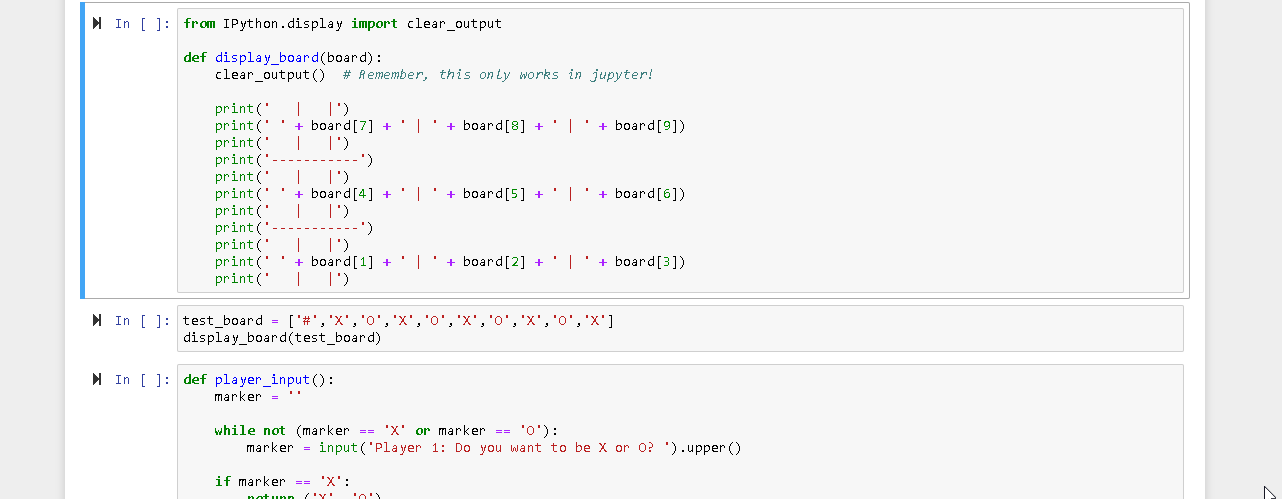 In [ ]: from IPython.display import clear_output
def display_board(board):
    clear_output()  # Remember, this only works in jupyter!
    print('   |   |')
    print(' ' + board[7] + ' | ' + board[8] + ' | ' + board[9])
    print('   |   |')
    print('-----------')
    print('   |   |')
    print(' ' + board[4] + ' | ' + board[5] + ' | ' + board[6])
    print('   |   |')
    print('-----------')
    print('   |   |')
    print(' ' + board[1] + ' | ' + board[2] + ' | ' + board[3])
    print('   |   |')
In [ ]: test_board = ['#','X','O','X','O','X','O','X','O','X']
display_board(test_board)
In [ ]: def player_input():
    marker = ''
    while not (marker == 'X' or marker == 'O'):
        marker = input('Player 1: Do you want to be X or O? ').upper()
    if marker == 'X':
        return ('X', 'O')